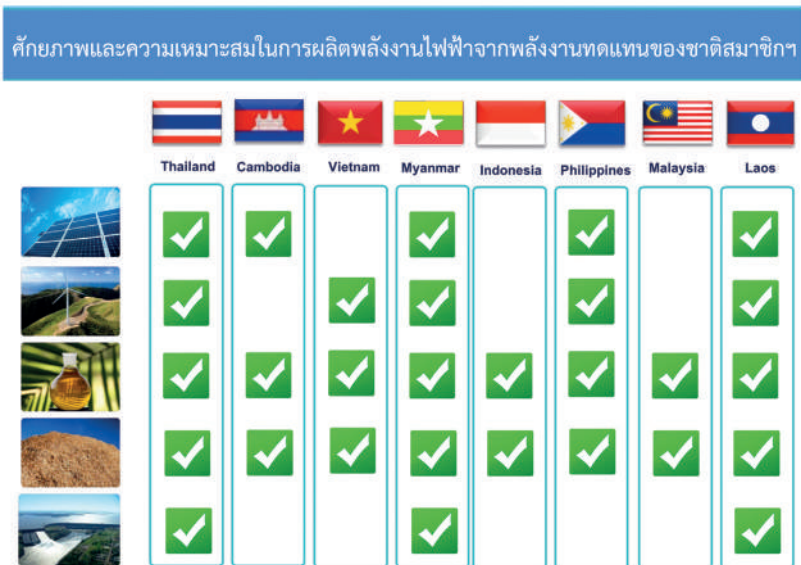 ศักยภาพและความเหมาะสมในการผลิตพลังงานไฟฟ้าจากพลังงานทดแทนของชาติสมาชิกฯ
Thailand Cambodia Vietnam Myanmar Indonesia Philippines Malaysia Laos